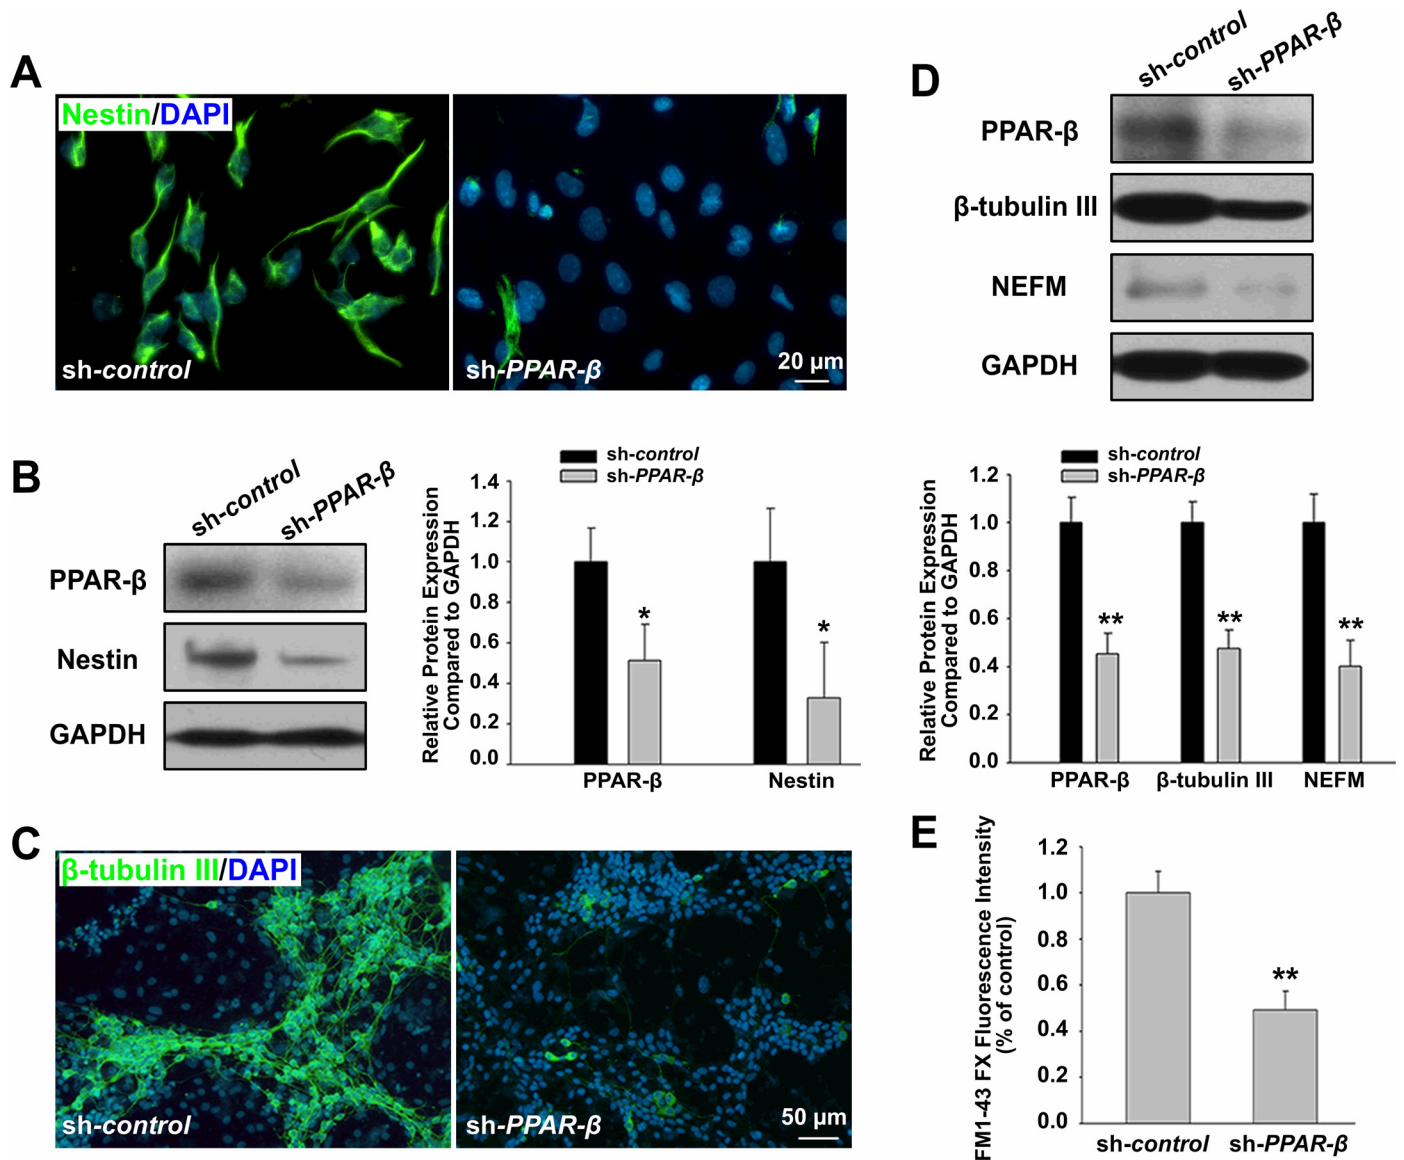 A
Nestin/DAPI
sh-control
sh-PPAR-β
20 µm
B
sh-control
sh-PPAR-β
PPAR-β
Nestin
GAPDH
sh-control
sh-PPAR-β
Relative Protein Expression
Compared to GAPDH
1.4
1.2
1.0
0.8
0.6
0.4
0.2
0.0
*
*
PPAR-β
Nestin
C
β-tubulin III/DAPI
sh-control
sh-PPAR-β
50 µm
D
sh-control
sh-PPAR-β
PPAR-β
β-tubulin III
NEFM
GAPDH
sh-control
sh-PPAR-β
Relative Protein Expression
Compared to GAPDH
1.2
1.0
0.8
0.6
0.4
0.2
0.0
**
**
**
PPAR-β
β-tubulin III
NEFM
E
FM1-43 FX Fluorescence Intensity
(% of control)
1.2
1.0
0.8
0.6
0.4
0.2
0.0
**
sh-control
sh-PPAR-β